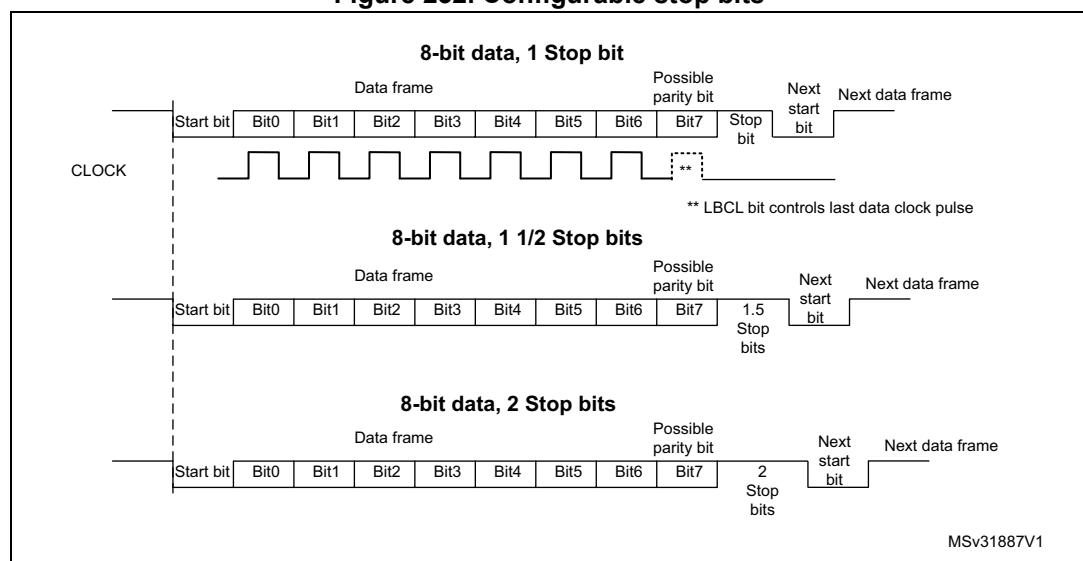 Figure 232. Configurable stop bits
8-bit data, 1 Stop bit
Data frame
Possible
parity bit
Next
start
bit
Next data frame
Start bit Bit0 Bit1 Bit2 Bit3 Bit4 Bit5 Bit6 Bit7 Stop
bit
CLOCK
**
** LBCL bit controls last data clock pulse
8-bit data, 1 1/2 Stop bits
Data frame
Possible
parity bit
Next
start
bit
Next data frame
Start bit Bit0 Bit1 Bit2 Bit3 Bit4 Bit5 Bit6 Bit7 1.5
Stop
bits
8-bit data, 2 Stop bits
Data frame
Possible
parity bit
Next
start
bit
Next data frame
Start bit Bit0 Bit1 Bit2 Bit3 Bit4 Bit5 Bit6 Bit7 2
Stop
bits
MSv31887V1